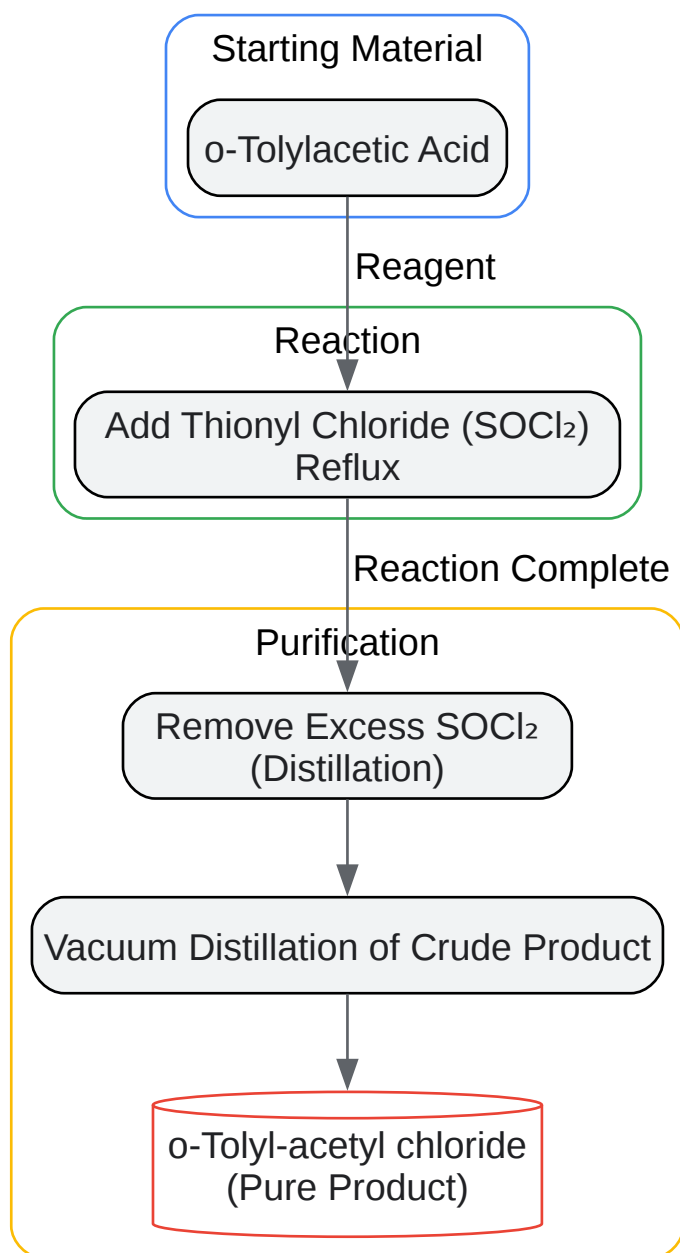 Starting Material
o-Tolylacetic Acid
Reagent
Reaction
Add Thionyl Chloride (SOCl₂)
Reflux
Reaction Complete
Purification
Remove Excess SOCl₂
(Distillation)
Vacuum Distillation of Crude Product
o-Tolyl-acetyl chloride
(Pure Product)